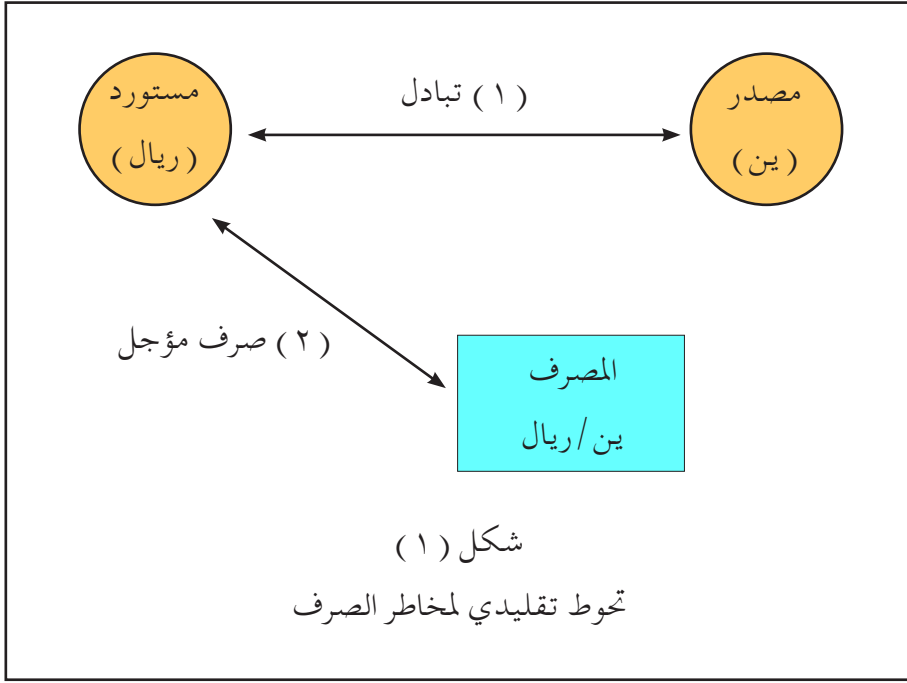 مصدر
(ين)
(١) تبادل
مستورد
(ريال)
(٢) صرف مؤجل
المصرف
ين/ريال
شكل (١)
تحوط تقليدي لمخاطر الصرف